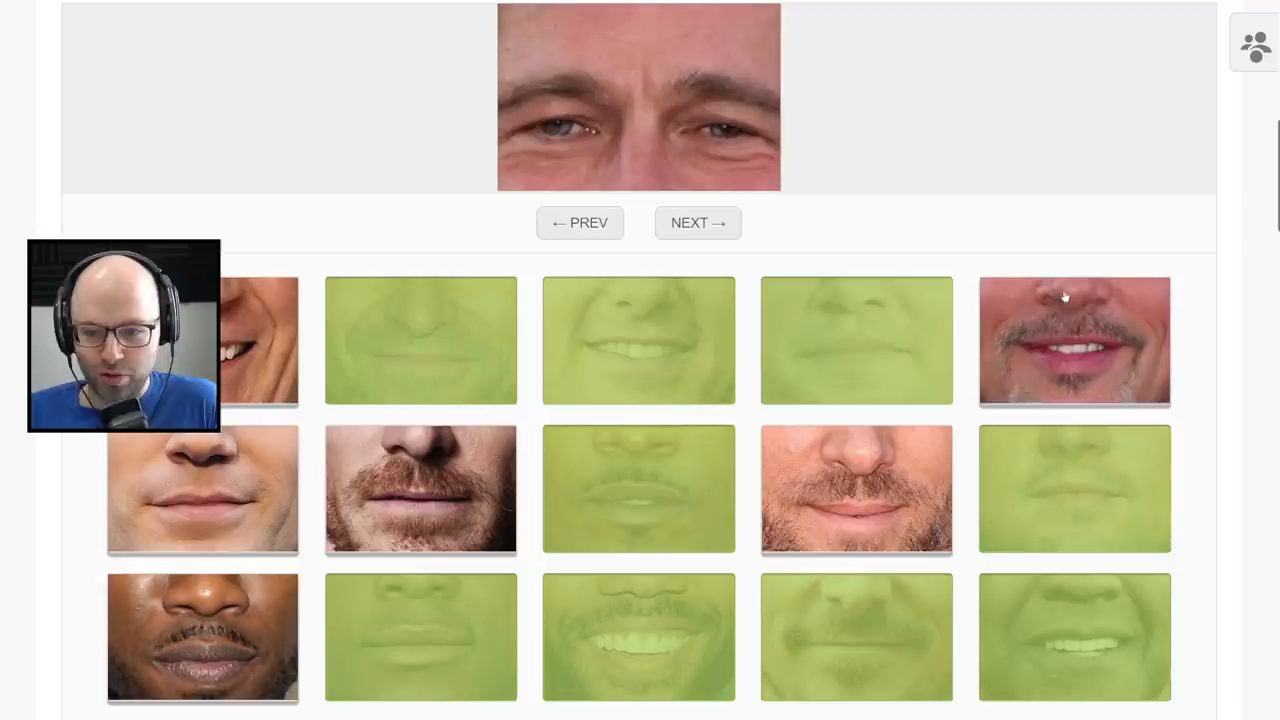 ← PREV
NEXT →